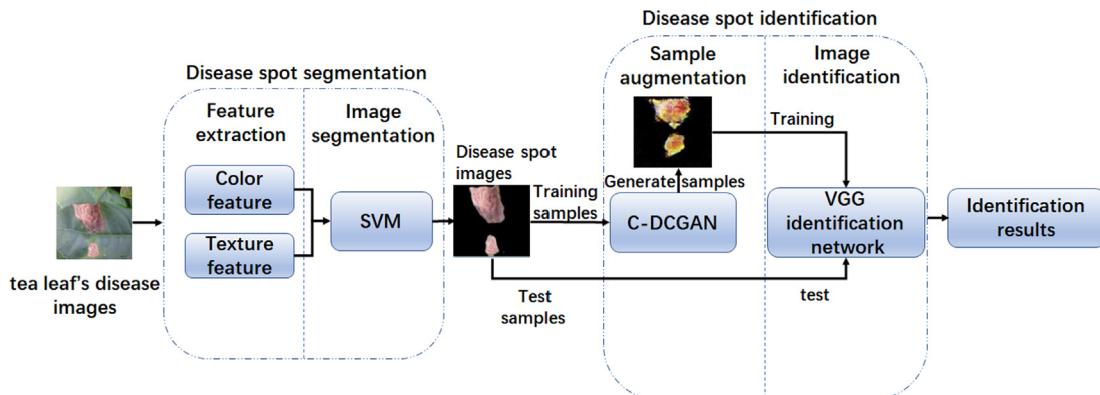 Disease spot identification
Sample
augmentation
Image
identification
Disease spot segmentation
Feature
extraction
Image
segmentation
Color
feature
Texture
feature
SVM
tea leaf's disease
images
Disease spot
images
Training
samples
Generate samples
C-DCGAN
Training
VGG
identification
network
Identification
results
Test
samples
test